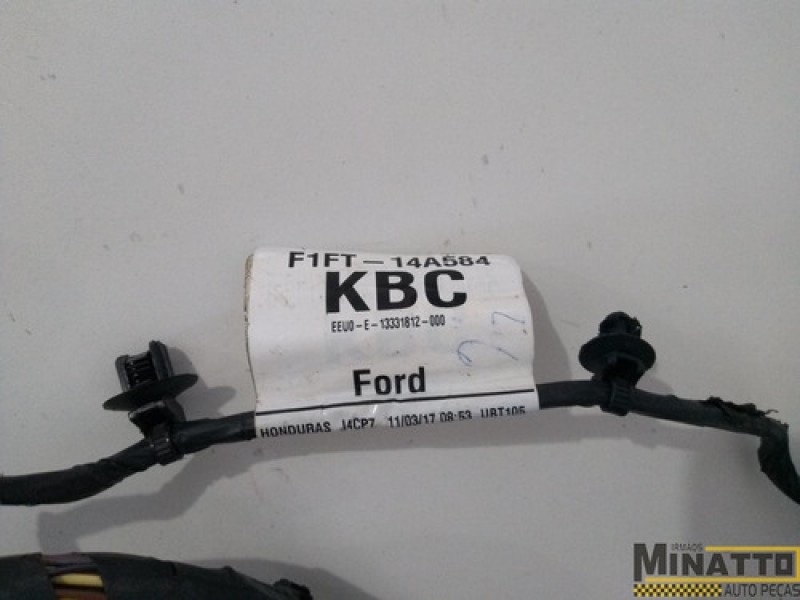 F1FT-14A584
KBC
EEU0-E-13331812-000
Ford
HONDURAS J4CP7 11/03/17 08:53 UBT105
IRMÃOS
MINATTO
AUTO PEÇAS